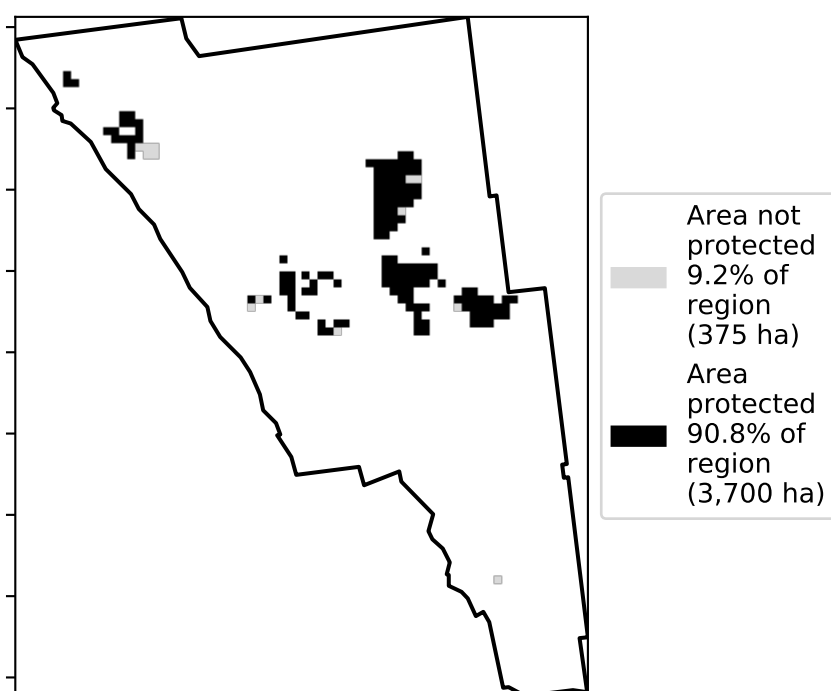 Area not
protected
9.2% of
region
(375 ha)
Area
protected
90.8% of
region
(3,700 ha)